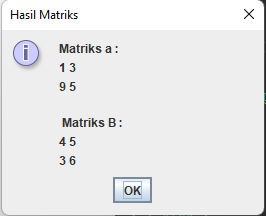 Hasil Matriks
Matriks a :
1 3
9 5
Matriks B :
4 5
3 6
OK